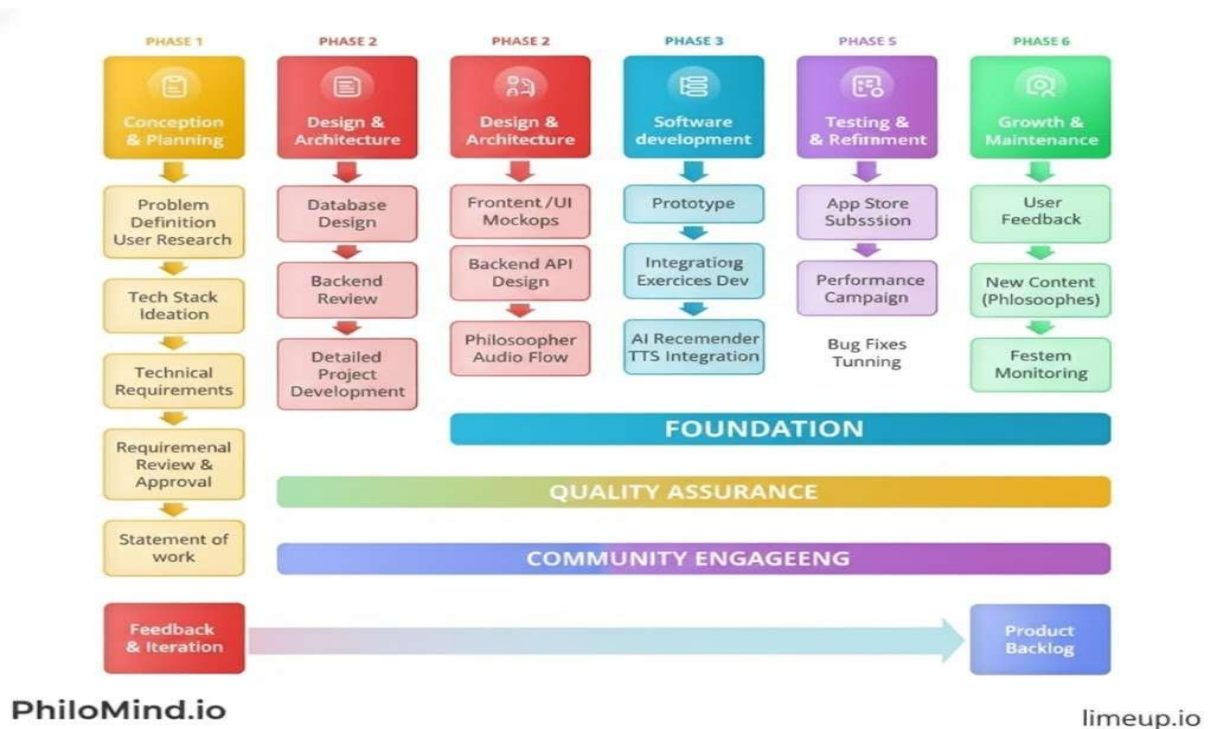 PHASE 1
Conception
& Planning
Problem
Definition
User Research
Tech Stack
Ideation
Technical
Requirements
Requiremenal
Review &
Approval
Statement of
work
PHASE 2
Design &
Architecture
Database
Design
Backend
Review
Detailed
Project
Development
PHASE 2
Design &
Architecture
Frontent /UI
Mockops
Backend API
Design
Philosoopher
Audio Flow
PHASE 3
Software
development
Prototype
Integratioıg
Exercices Dev
AI Recemender
TTS Integration
PHASE 5
Testing &
& Refinment
App Store
Subsssion
Performance
Campaign
Bug Fixes
Tunning
PHASE 6
Growth &
Maintenance
User
Feedback
New Content
(Phlosoophes)
Festem
Monitoring
FOUNDATION
QUALITY ASSURANCE
COMMUNITY ENGAGEENG
Feedback
& Iteration
Product
Backlog
PhiloMind.io
limeup.io